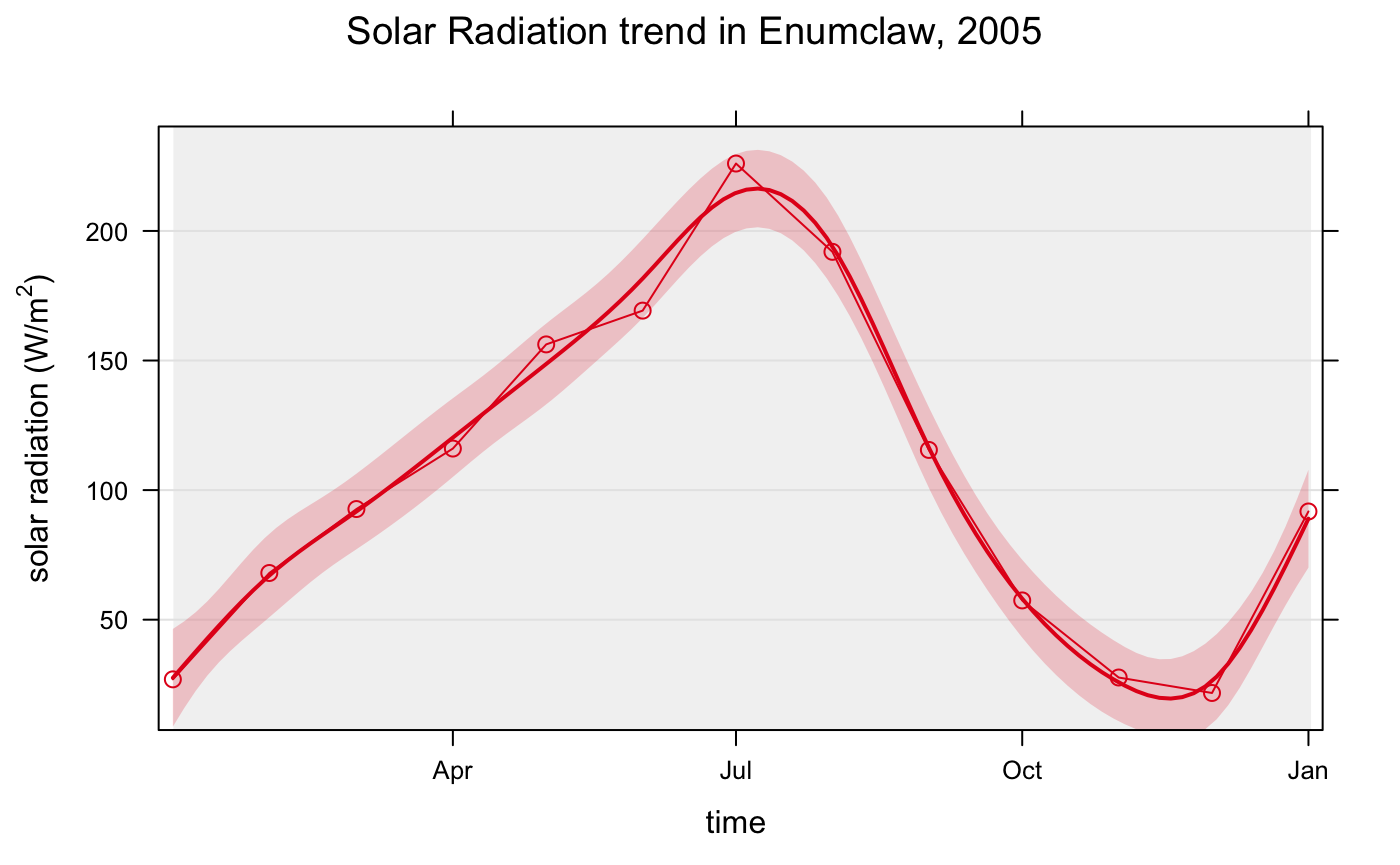 Solar Radiation trend in Enumclaw, 2005
solar radiation (W/m²)
200
150
100
50
Apr Jul Oct Jan
time